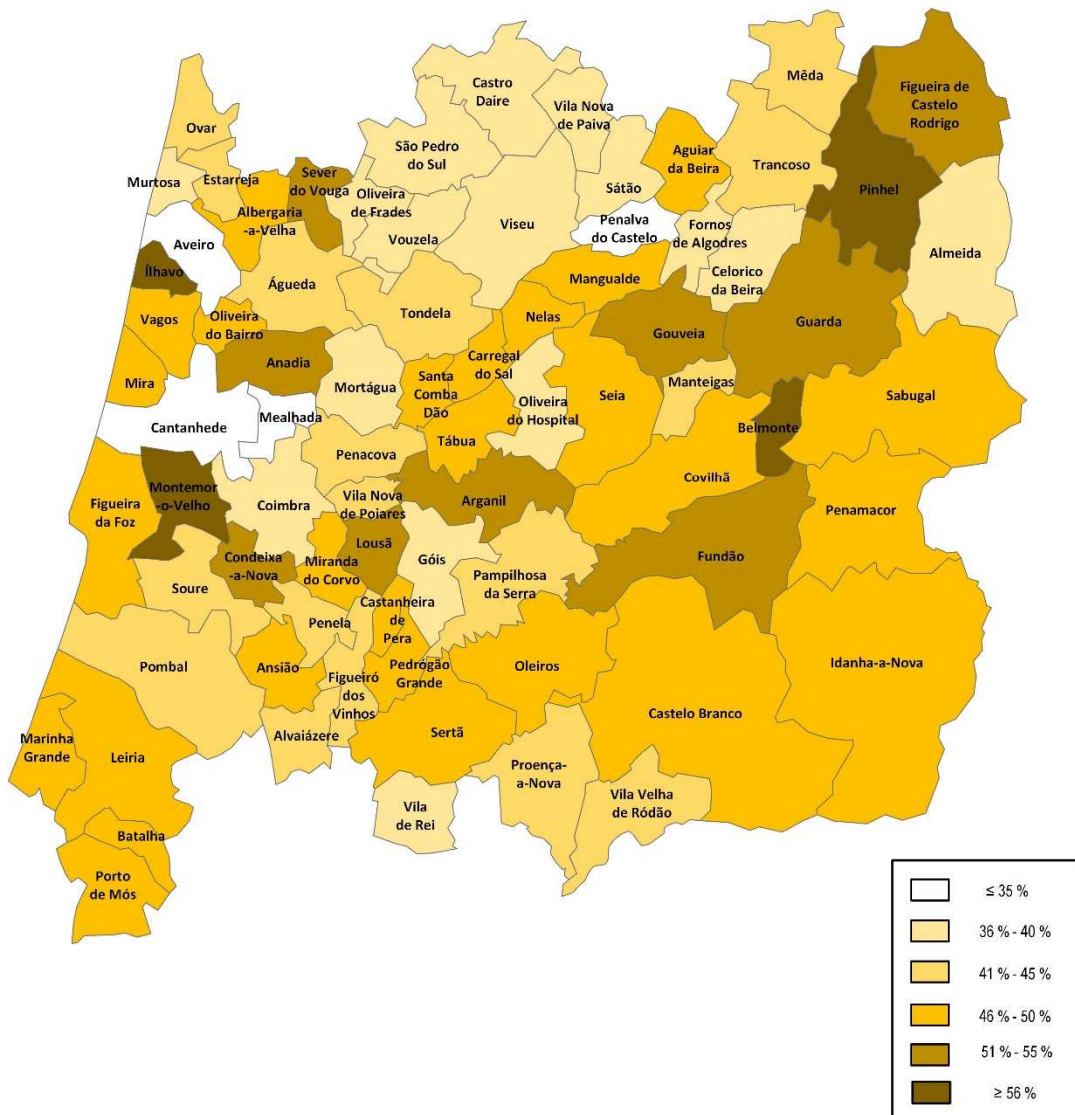 Mêda
Figueira de
Castelo
Rodrigo
Castro
Daire
Vila Nova
de Paiva
Ovar
São Pedro
do Sul
Aguiar
da Beira
Trancoso
Murtosa
Estarreja
Sever
do Vouga
Oliveira
de Frades
Sátão
Pinhel
Albergaria
-a-Velha
Vouzela
Viseu
Penalva
do Castelo
Fornos
de Algodres
Aveiro
Almeida
Ílhavo
Águeda
Mangualde
Celorico
da Beira
Vagos
Oliveira
do Bairro
Tondela
Nelas
Gouveia
Guarda
Anadia
Mira
Mortágua
Santa
Comba
Dão
Carregal
do Sal
Oliveira
do Hospital
Seia
Manteigas
Sabugal
Cantanhede
Mealhada
Tábua
Belmonte
Penacova
Covilhã
Montemor
-o-Velho
Figueira
da Foz
Coimbra
Vila Nova
de Poiares
Arganil
Penamacor
Condeixa
-a-Nova
Lousã
Miranda
do Corvo
Góis
Fundão
Soure
Pampilhosa
da Serra
Penela
Castanheira
de
Pera
Pombal
Ansião
Figueiró
dos
Vinhos
Pedrógão
Grande
Oleiros
Idanha-a-Nova
Castelo Branco
Alvaiázere
Sertã
Marinha
Grande
Leiria
Proença-
a-Nova
Vila
de Rei
Vila Velha
de Ródão
Batalha
Porto
de Mós
≤ 35 %
36 % - 40 %
41 % - 45 %
46 % - 50 %
51 % - 55 %
≥ 56 %